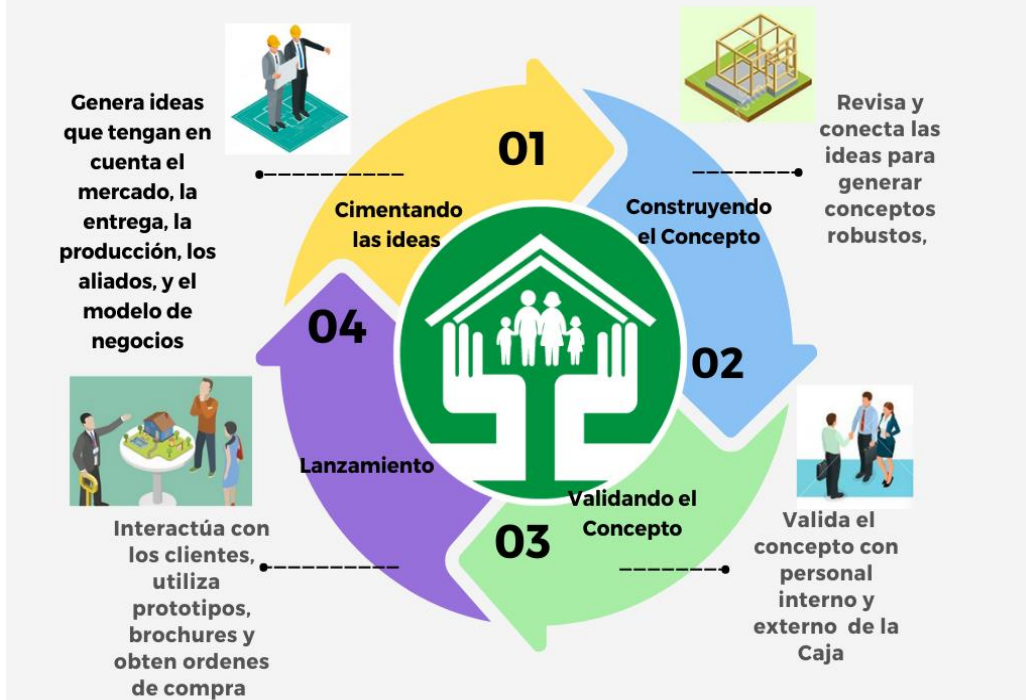 Genera ideas
que tengan en
cuenta el
mercado, la
entrega, la
producción, los
aliados, y el
modelo de
negocios
01
Cimentando
las ideas
Construyendo
el Concepto
Revisa y
conecta las
ideas para
generar
conceptos
robustos,
02
Validando el
Concepto
03
Valida el
concepto con
personal
interno y
externo de la
Caja
04
Lanzamiento
Interactúa con
los clientes,
utiliza
prototipos,
brochures y
obten ordenes
de compra